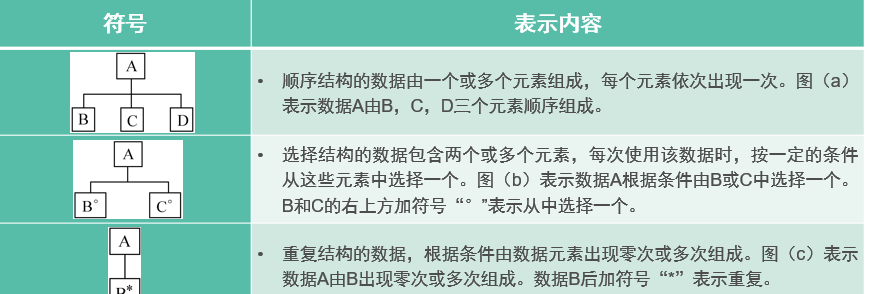 符号
表示内容
A
B
C
D
• 顺序结构的数据由一个或多个元素组成，每个元素依次出现一次。图（a）
表示数据A由B，C，D三个元素顺序组成。
A
B°
C°
• 选择结构的数据包含两个或多个元素，每次使用该数据时，按一定的条件
从这些元素中选择一个。图（b）表示数据A根据条件由B或C中选择一个。
B和C的右上方加符号“°”表示从中选择一个。
A
B*
• 重复结构的数据，根据条件由数据元素出现零次或多次组成。图（c）表示
数据A由B出现零次或多次组成。数据B后加符号“*”表示重复。